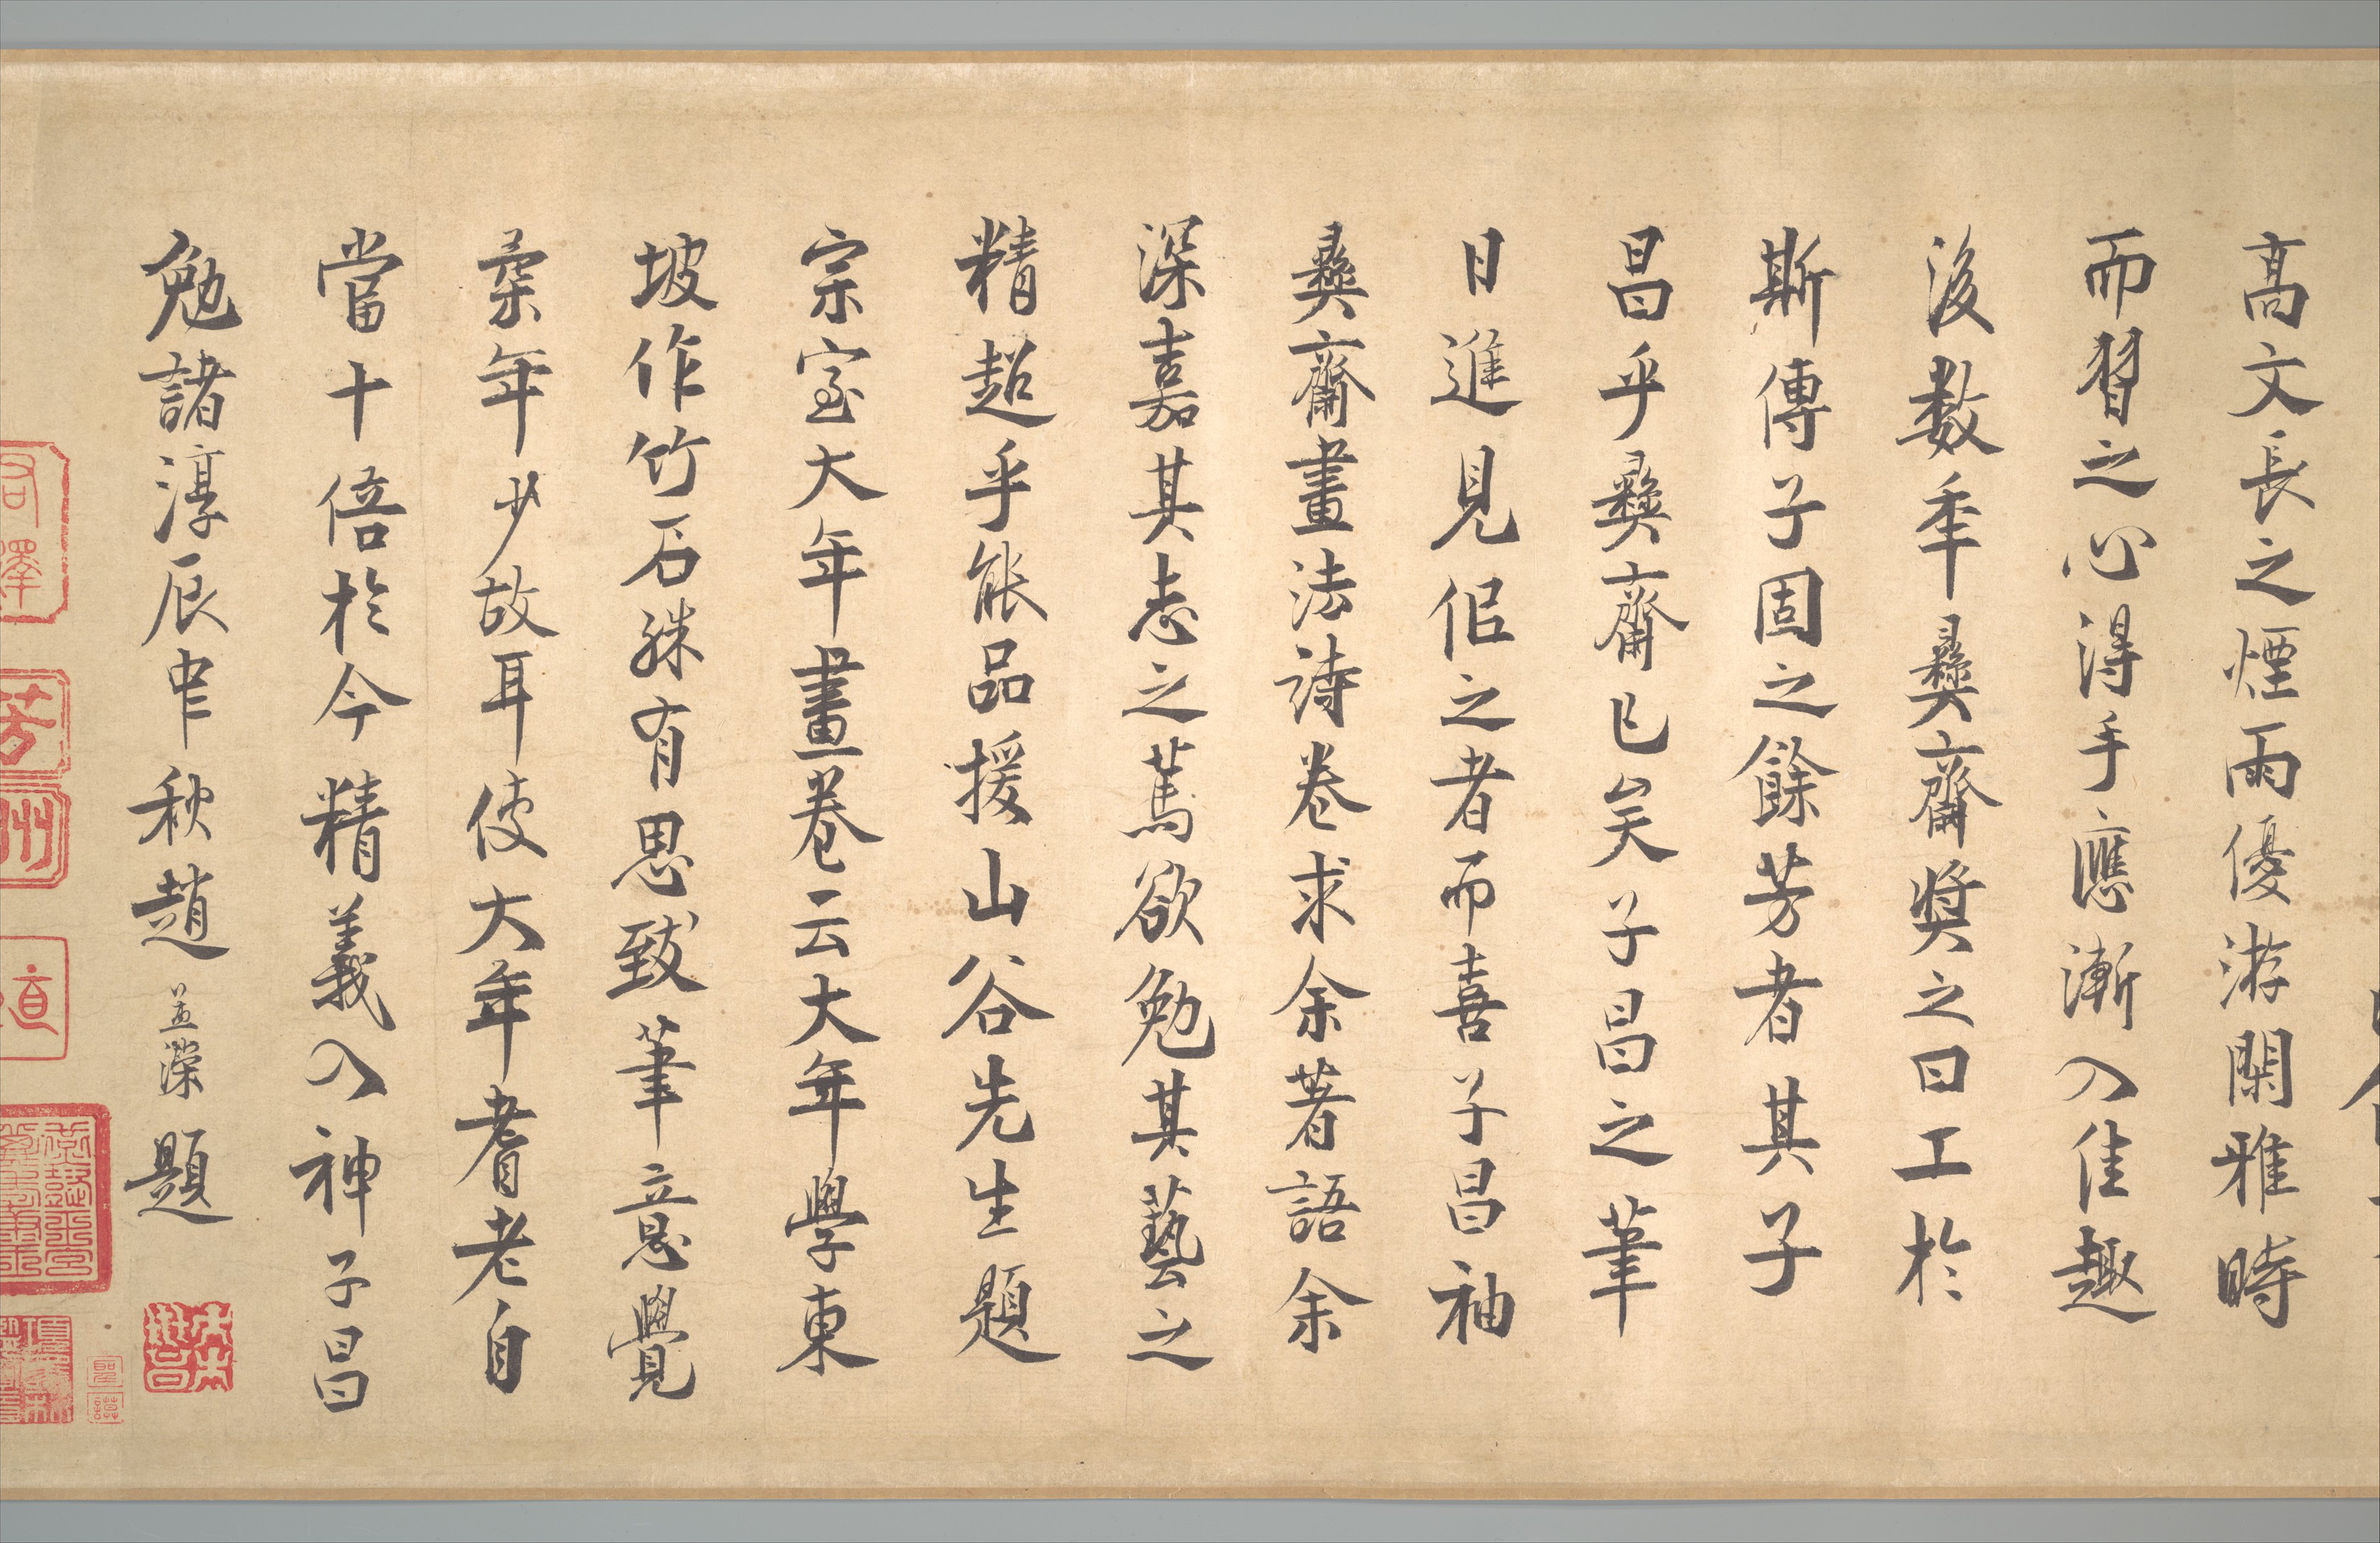 高文長之煙雨優游閑雅時
而習之心得手應漸入佳趣
後數年彝齋奬之曰工於
斯傳子固之餘芳者其子
昌乎彝齋已矣子昌之筆
日進見似之者而喜子昌袖
彝齋畫法詩卷求余著語余
深嘉其志之篤欲勉其藝之
精超乎能品援山谷先生題
宗室大年畫卷云大年學東
坡作竹石殊有思致筆意覺
柔年少故耳使大年耆老自
當十倍於今精義入神子昌
勉諸淳辰中秋趙孟濚題